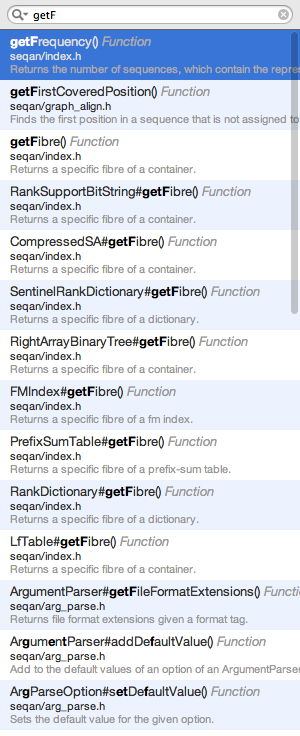 getF
getFrequency() Function
seqan/index.h
Returns the number of sequences, which contain the repre
getFirstCoveredPosition() Function
seqan/graph_align.h
Finds the first position in a sequence that is not assigned to
getFibre() Function
seqan/index.h
Returns a specific fibre of a container.
RankSupportBitString#getFibre() Function
seqan/index.h
Returns a specific fibre of a container.
CompressedSA#getFibre() Function
seqan/index.h
Returns a specific fibre of a container.
SentinelRankDictionary#getFibre() Function
seqan/index.h
Returns a specific fibre of a dictionary.
RightArrayBinaryTree#getFibre() Function
seqan/index.h
Returns a specific fibre of a container.
FMIndex#getFibre() Function
seqan/index.h
Returns a specific fibre of a fm index.
PrefixSumTable#getFibre() Function
seqan/index.h
Returns a specific fibre of a prefix-sum table.
RankDictionary#getFibre() Function
seqan/index.h
Returns a specific fibre of a dictionary.
LfTable#getFibre() Function
seqan/index.h
Returns a specific fibre of a container.
ArgumentParser#getFileFormatExtensions() Functi
seqan/arg_parse.h
Returns file format extensions given a format tag.
ArgumentParser#addDefaultValue() Function
seqan/arg_parse.h
Add to the default values of an option of an ArgumentParser
ArgParseOption#setDefaultValue() Function
seqan/arg_parse.h
Sets the default value for the given option.